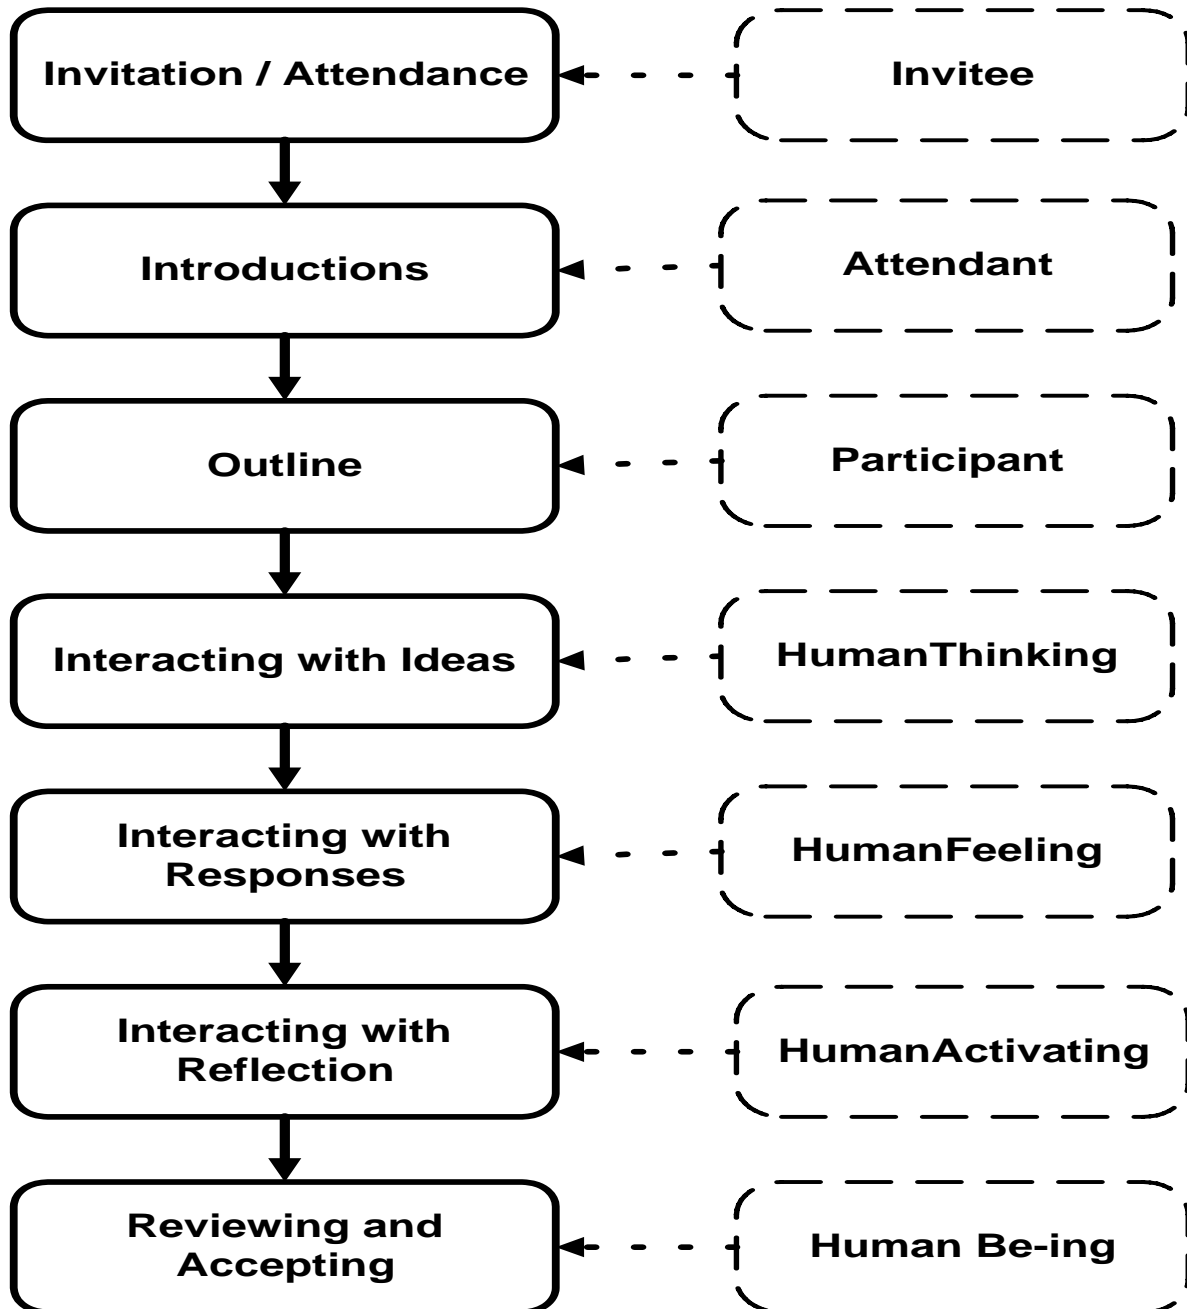 Invitation / Attendance
Invitee
Introductions
Attendant
Outline
Participant
Interacting with Ideas
HumanThinking
Interacting with
Responses
HumanFeeling
Interacting with
Reflection
HumanActivating
Reviewing and
Accepting
Human Be-ing